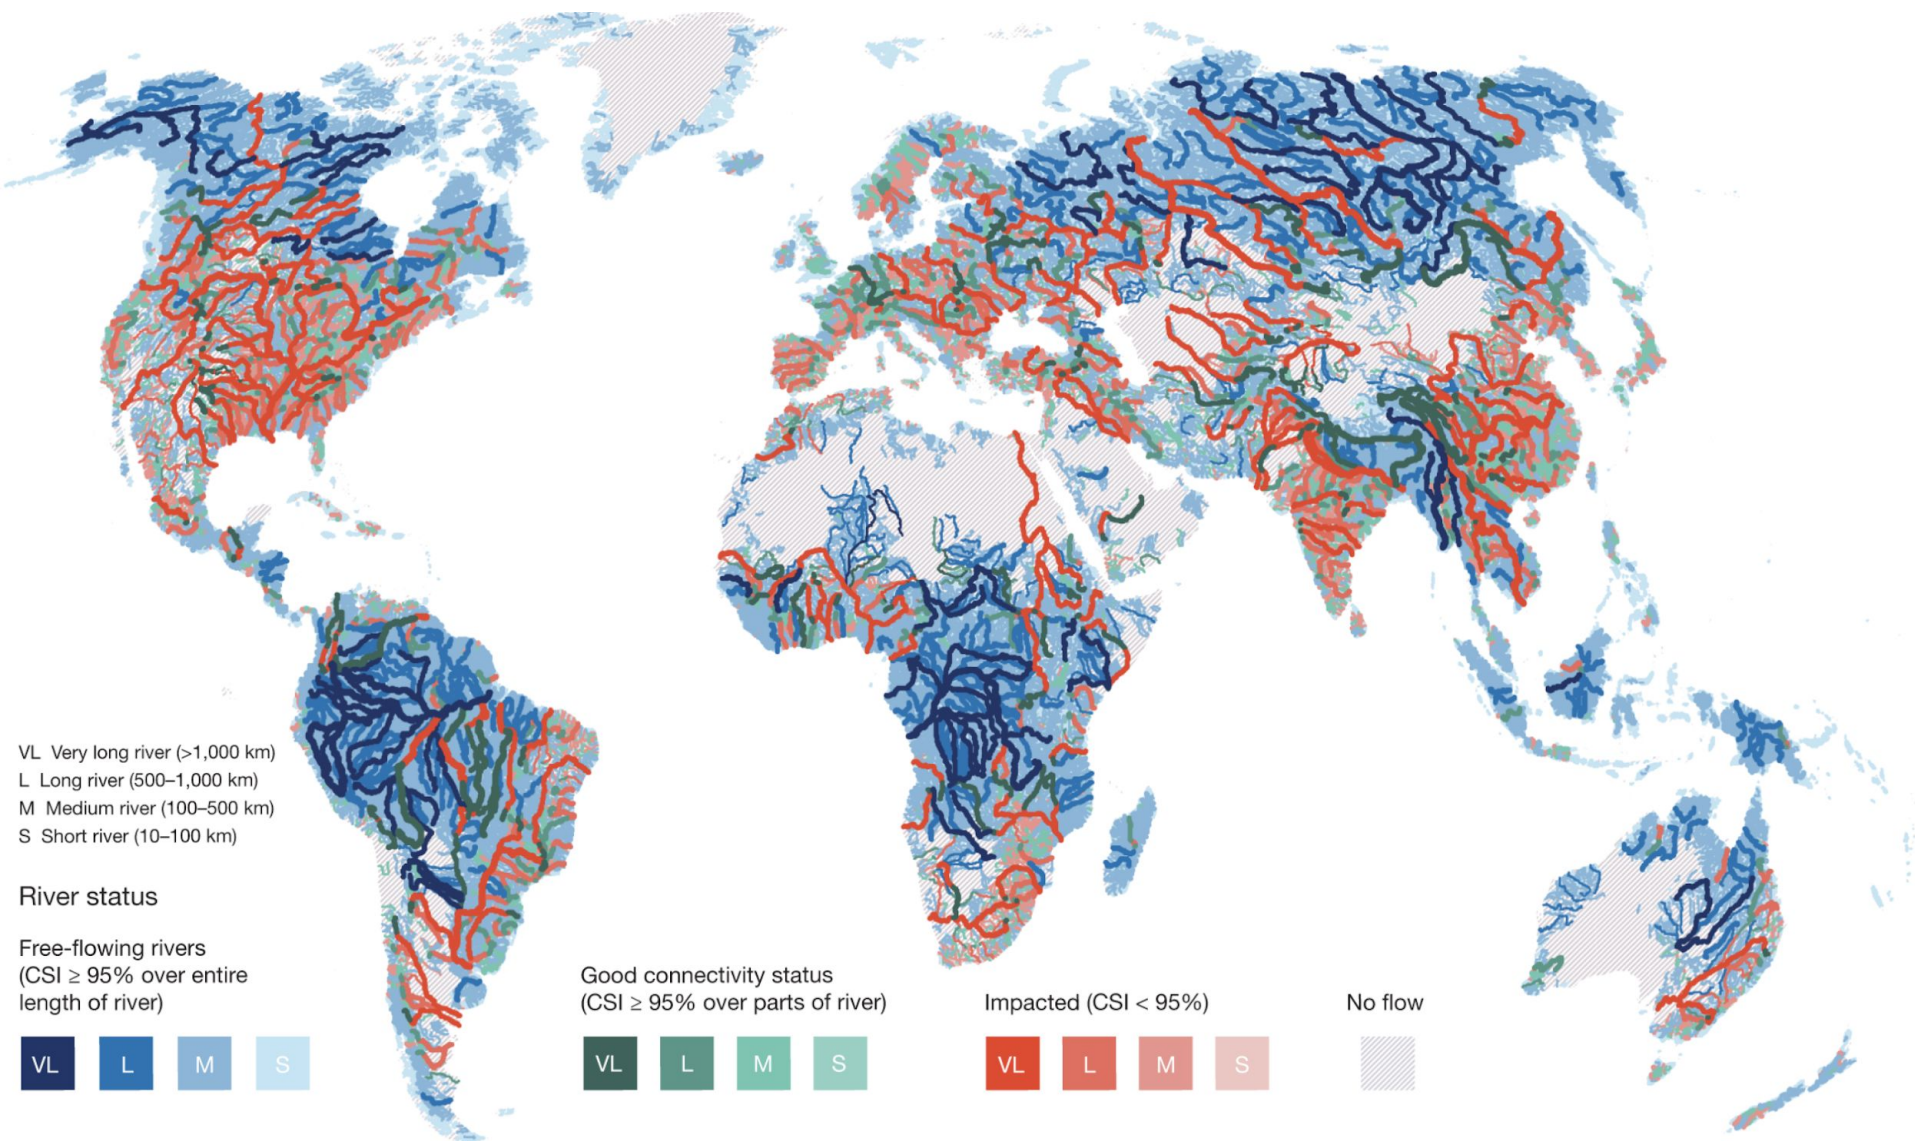 VL Very long river (>1,000 km)
L Long river (500–1,000 km)
M Medium river (100–500 km)
S Short river (10–100 km)
River status
Free-flowing rivers
(CSI ≥ 95% over entire
length of river)
VL L M S
Good connectivity status
(CSI ≥ 95% over parts of river)
VL L M S
Impacted (CSI < 95%)
VL L M S
No flow